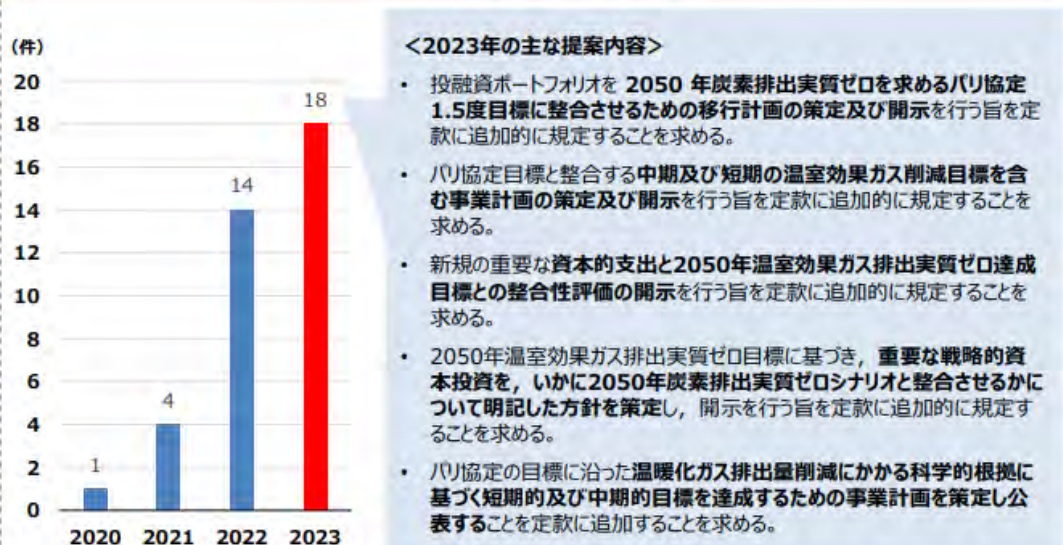 (件)
20
18
16
14
12
10
8
6
4
2
0
1
4
14
18
2020 2021 2022 2023
＜2023年の主な提案内容＞
• 投融資ポートフォリオを 2050 年炭素排出実質ゼロを求めるパリ協定
1.5度目標に整合させるための移行計画の策定及び開示を行う旨を定
款に追加的に規定することを求める。
• パリ協定目標と整合する中期及び短期の温室効果ガス削減目標を含
む事業計画の策定及び開示を行う旨を定款に追加的に規定することを
求める。
• 新規の重要な資本的支出と2050年温室効果ガス排出実質ゼロ達成
目標との整合性評価の開示を行う旨を定款に追加的に規定することを
求める。
• 2050年温室効果ガス排出実質ゼロ目標に基づき，重要な戦略的資
本投資を，いかに2050年炭素排出実質ゼロシナリオと整合させるかに
ついて明記した方針を策定し，開示を行う旨を定款に追加的に規定す
ることを求める。
• パリ協定の目標に沿った温暖化ガス排出量削減にかかる科学的根拠に
基づく短期的及び中期的目標を達成するための事業計画を策定し公
表することを定款に追加することを求める。